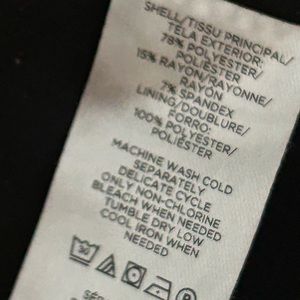 SHELL/TISSU PRINCIPAL/
TELA EXTERIOR:
78% POLYESTER/
POLIÉSTER
15% RAYON/RAYONNE/
RAYON
7% SPANDEX
LINING/DOUBLURE/
FORRO:
100% POLYESTER/
POLIÉSTER
MACHINE WASH COLD
SEPARATELY
DELICATE CYCLE
ONLY NON-CHLORINE
BLEACH WHEN NEEDED
TUMBLE DRY LOW
COOL IRON WHEN
NEEDED